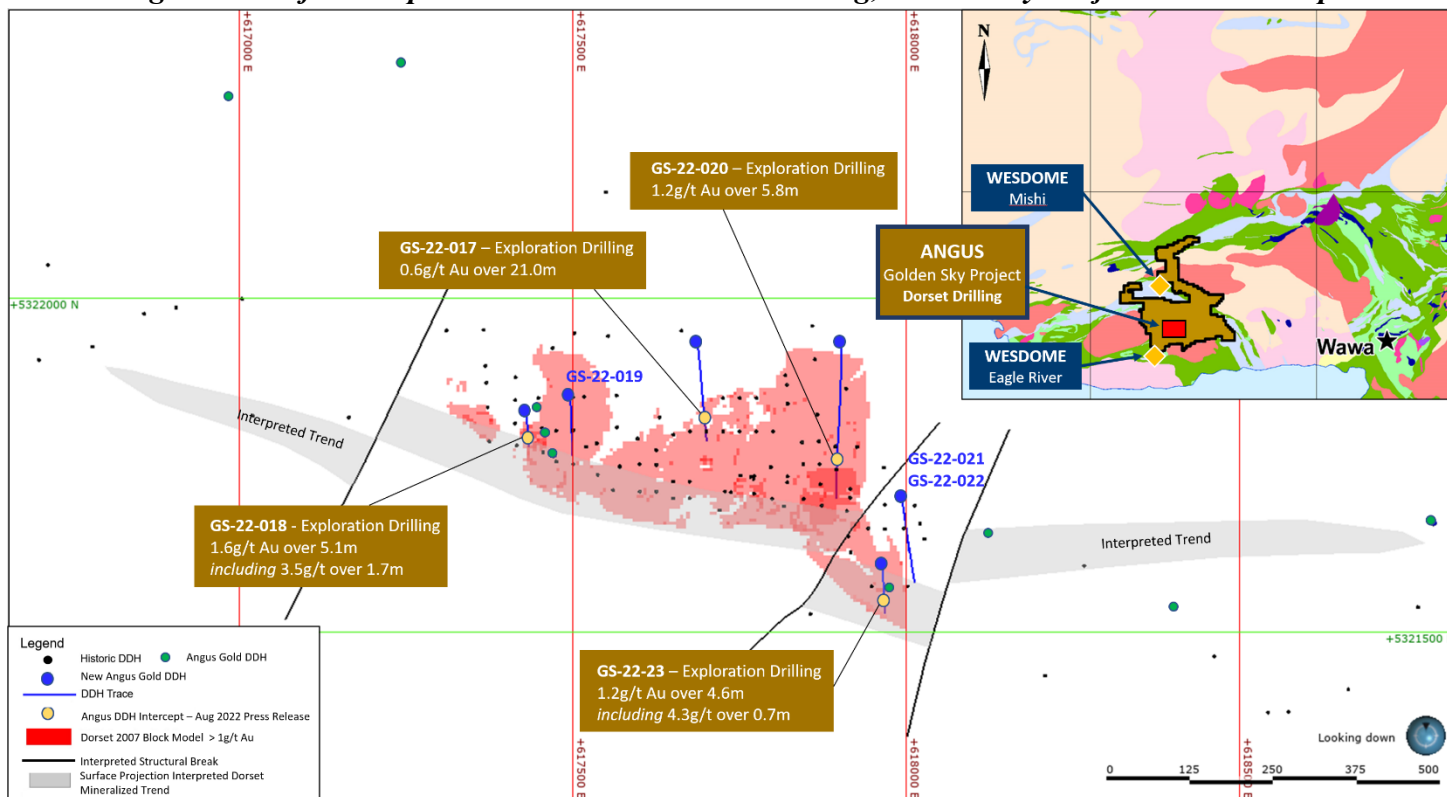 +617000 E
+617500 E
+618000 E
N
GS-22-020 – Exploration Drilling
1.2g/t Au over 5.8m
WESDOME
Mishi
GS-22-017 – Exploration Drilling
0.6g/t Au over 21.0m
ANGUS
Golden Sky Project
Dorset Drilling
+5322000 N
WESDOME
Eagle River
Wawa
GS-22-019
Interpreted Trend
GS-22-021
GS-22-022
GS-22-018 - Exploration Drilling
1.6g/t Au over 5.1m
including 3.5g/t over 1.7m
Interpreted Trend
+5321500 N
GS-22-23 – Exploration Drilling
1.2g/t Au over 4.6m
including 4.3g/t over 0.7m
Legend
Historic DDH
Angus Gold DDH
New Angus Gold DDH
DDH Trace
Angus DDH Intercept – Aug 2022 Press Release
Dorset 2007 Block Model > 1g/t Au
Interpreted Structural Break
Surface Projection Interpreted Dorset
Mineralized Trend
+617500 E
+618000 E
+618500 E
Looking down
0 125 250 375 500